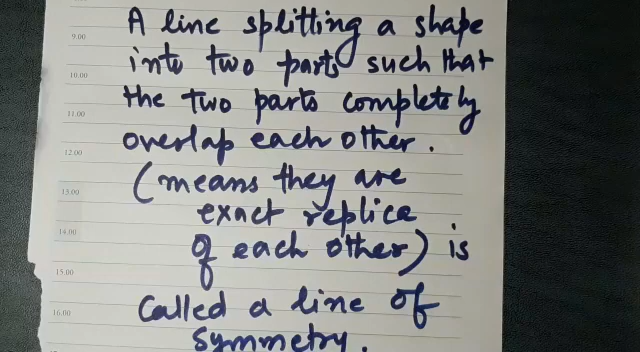 A line splitting a shape
9.00
into two parts such that
10.00
the two parts completely
11.00
overlap each other.
12.00
(means they are
13.00
exact replice
14.00
of each other) is
15.00
called a line of
16.00
symmetry.